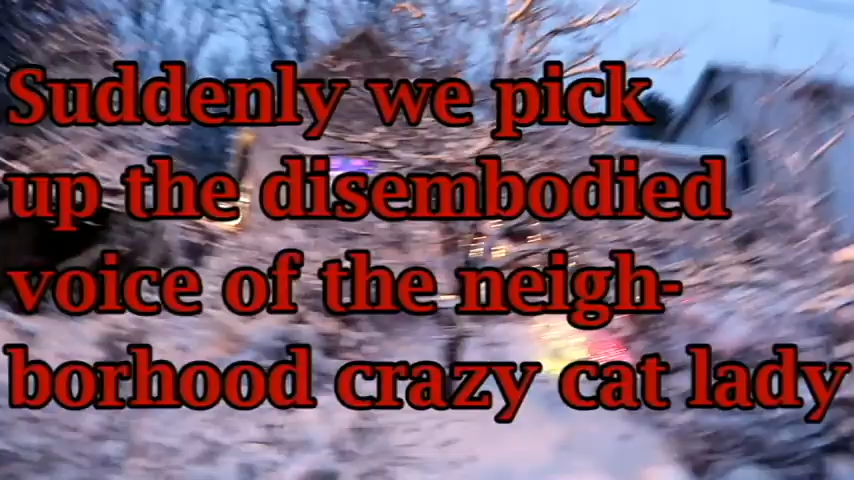 Suddenly we pick
up the disembodied
voice of the neigh-
borhood crazy cat lady